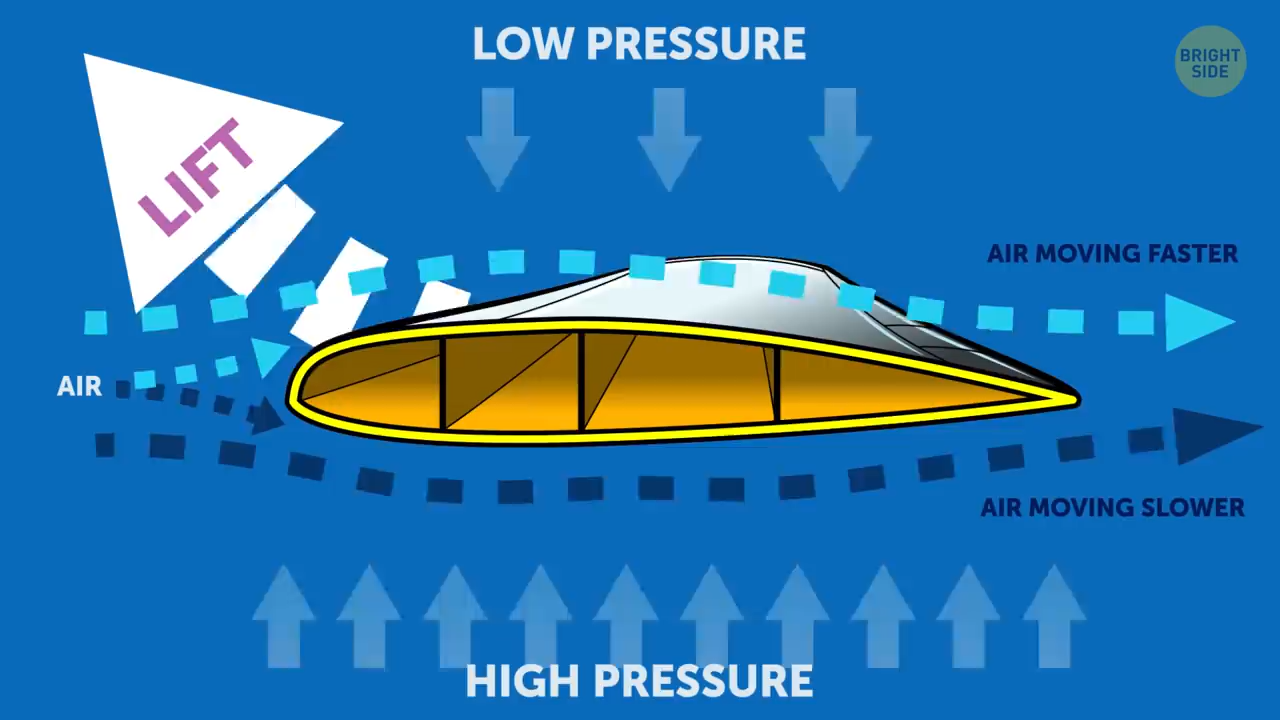 LOW PRESSURE
BRIGHT
SIDE
LIFT
AIR MOVING FASTER
AIR
AIR MOVING SLOWER
HIGH PRESSURE